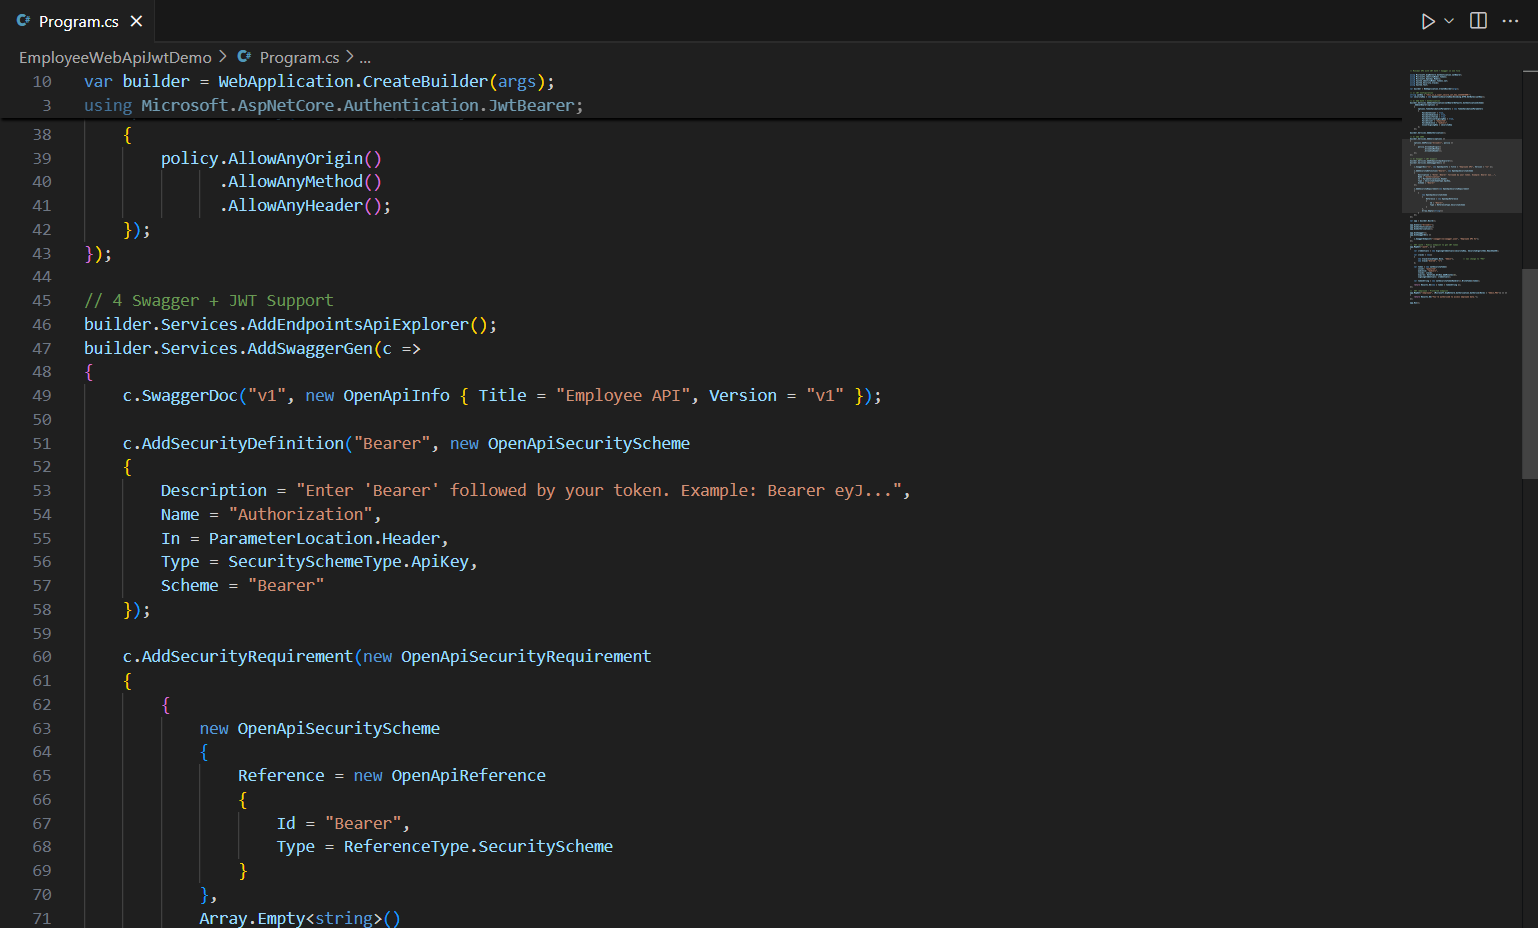 Program.cs
EmployeeWebApiJwtDemo > Program.cs > ...
10 var builder = WebApplication.CreateBuilder(args);
3 using Microsoft.AspNetCore.Authentication.JwtBearer;
38 {
39 policy.AllowAnyOrigin()
40 .AllowAnyMethod()
41 .AllowAnyHeader();
42 });
43 });
44
45 // 4 Swagger + JWT Support
46 builder.Services.AddEndpointsApiExplorer();
47 builder.Services.AddSwaggerGen(c =>
48 {
49 c.SwaggerDoc("v1", new OpenApiInfo { Title = "Employee API", Version = "v1" });
50
51 c.AddSecurityDefinition("Bearer", new OpenApiSecurityScheme
52 {
53 Description = "Enter 'Bearer' followed by your token. Example: Bearer eyJ...",
54 Name = "Authorization",
55 In = ParameterLocation.Header,
56 Type = SecuritySchemeType.ApiKey,
57 Scheme = "Bearer"
58 });
59
60 c.AddSecurityRequirement(new OpenApiSecurityRequirement
61 {
62 {
63 new OpenApiSecurityScheme
64 {
65 Reference = new OpenApiReference
66 {
67 Id = "Bearer",
68 Type = ReferenceType.SecurityScheme
69 }
70 },
71 Array.Empty<string>()